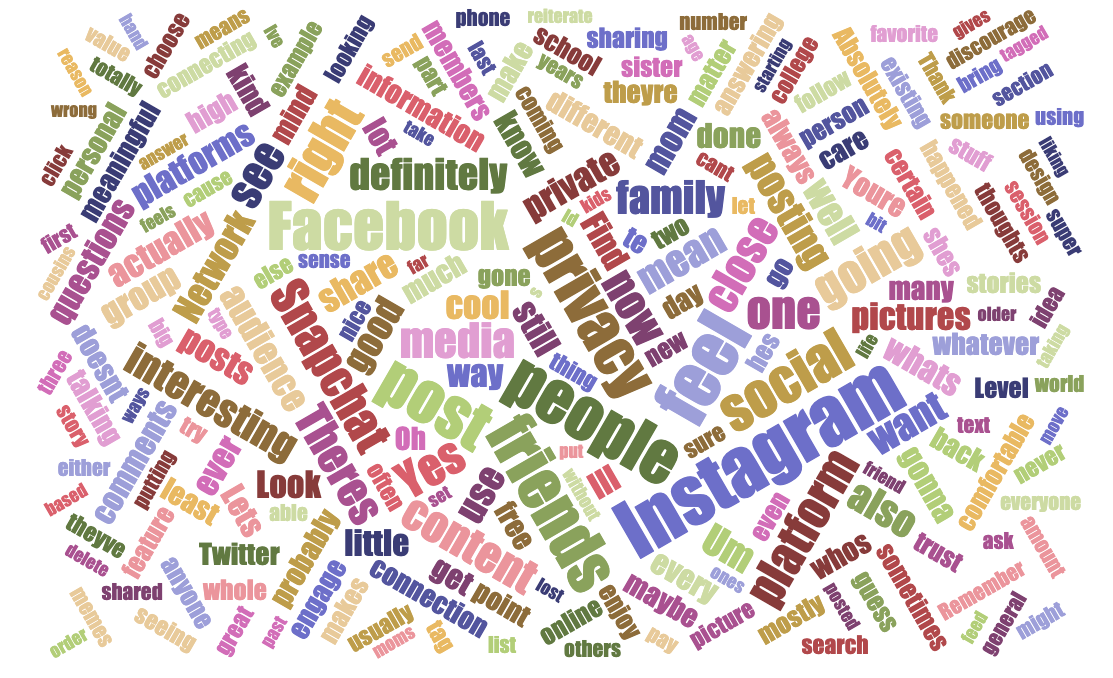 phone
reiterate
number
gives
hand
choose
means
Ive
example
looking
send
members
last
make
school
sharing
age
answering
favorite
discourage
tagged
reason
value
totally
connecting
kind
part
years
sister
matter
starting
college
Absolutely
existing
Thank
bring
section
wrong
personal
meaningful
high
mind
information
take
know
coming
different
theyre
mom
done
follow
person
someone
using
click
answer
platforms
see
right
lot
definitely
private
kids
family
cant
let
always
care
certain
happened
stuff
design
liking
first
questions
feels
cause
Network
Facebook
Id
Find
te
two
posting
well
Youre
bit
thoughts
session
super
cousins
actually
group
else
sense
share
far
much
gone
s
privacy
now
mean
day
close
go
going
shes
many
stories
idea
type
audience
Snapchat
nice
good
cool
still
new
feel
one
pictures
older
taking
big
doesnt
three
talking
interesting
posts
media
way
thing
hes
life
whats
whatever
story
ways
comments
try
Theres
post
people
sure
social
Instagram
want
Level
world
either
putting
ever
Look
Oh
Yes
often
set
put
Ill
without
friends
platform
friend
back
text
comfortable
move
never
based
theyve
feature
least
Lets
able
content
use
free
Um
even
also
gonna
everyone
delete
Twitter
probably
little
get
connection
point
lost
every
ones
whos
trust
ask
amount
shared
anyone
whole
engage
makes
online
enjoy
maybe
picture
mostly
posted
guess
sometimes
Remember
memes
seeing
great
past
usually
moms
tag
list
others
pay
search
feed
general
might
order